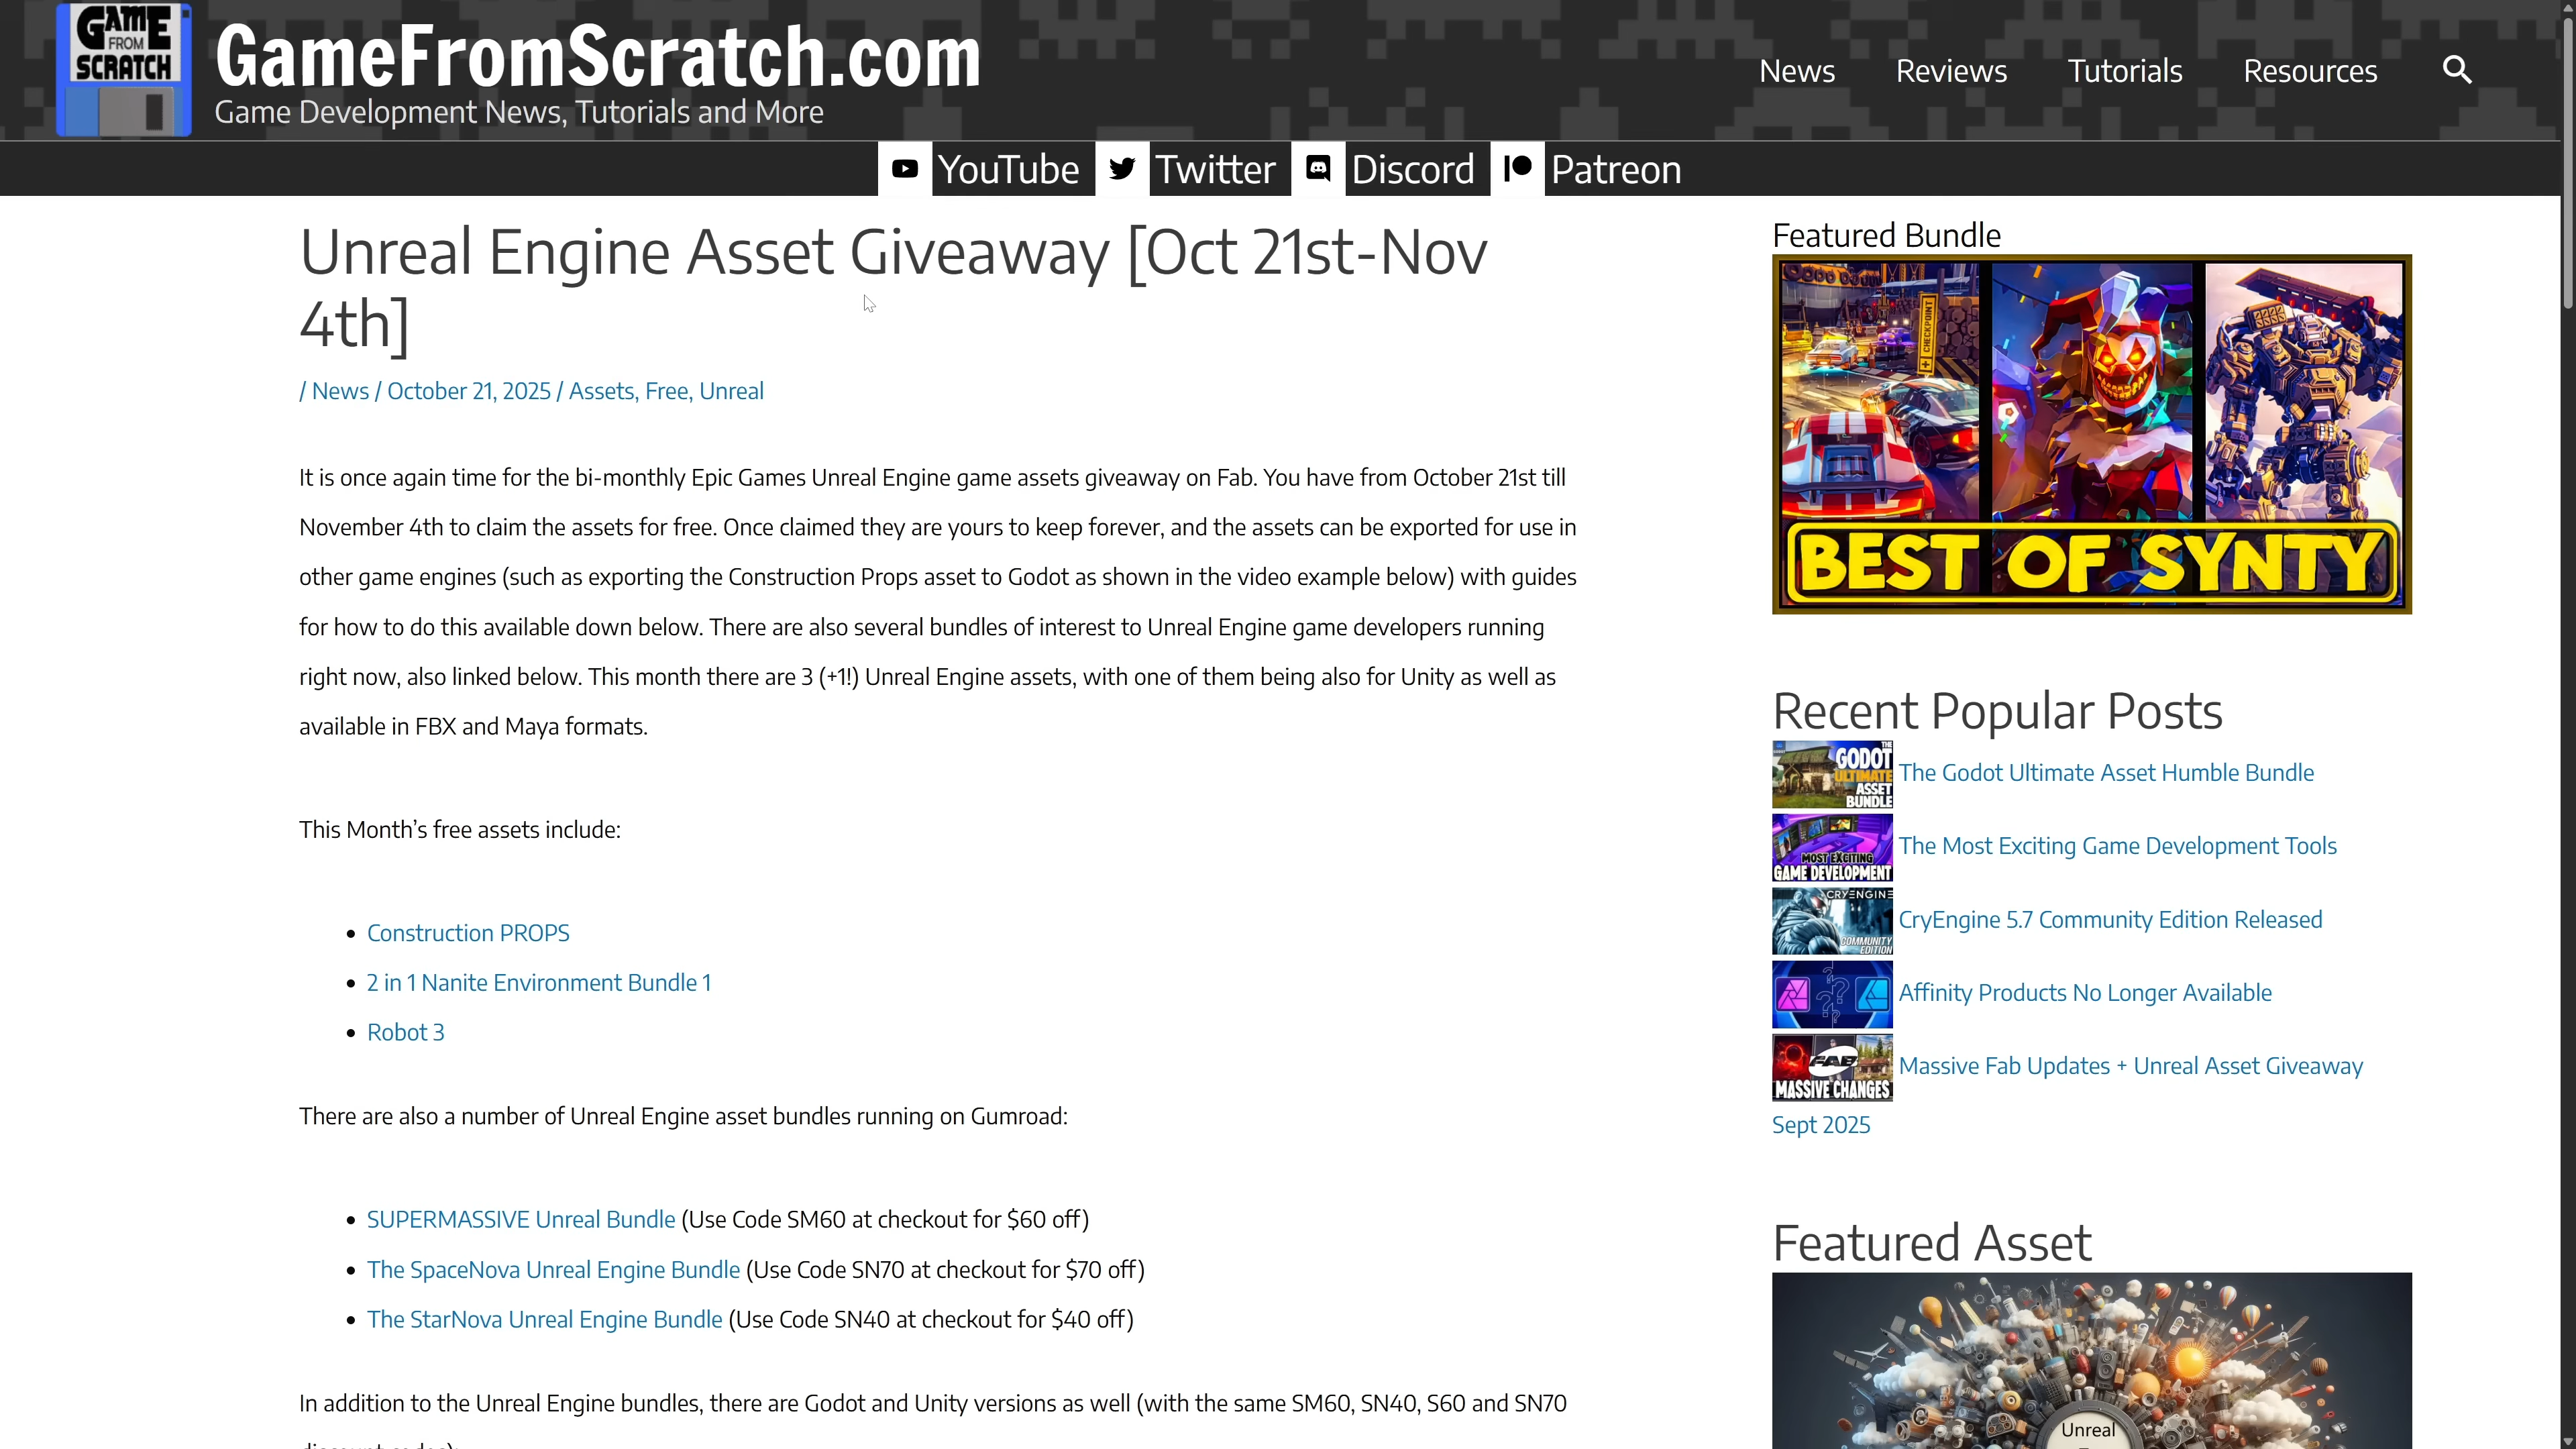 GAME
FROM
SCRATCH
GameFromScratch.com
Game Development News, Tutorials and More
News
Reviews
Tutorials
Resources
YouTube
Twitter
Discord
Patreon
Unreal Engine Asset Giveaway [Oct 21st-Nov
4th]
/ News / October 21, 2025 / Assets, Free, Unreal
It is once again time for the bi-monthly Epic Games Unreal Engine game assets giveaway on Fab. You have from October 21st till
November 4th to claim the assets for free. Once claimed they are yours to keep forever, and the assets can be exported for use in
other game engines (such as exporting the Construction Props asset to Godot as shown in the video example below) with guides
for how to do this available down below. There are also several bundles of interest to Unreal Engine game developers running
right now, also linked below. This month there are 3 (+1!) Unreal Engine assets, with one of them being also for Unity as well as
available in FBX and Maya formats.
This Month's free assets include:
• Construction PROPS
• 2 in 1 Nanite Environment Bundle 1
• Robot 3
There are also a number of Unreal Engine asset bundles running on Gumroad:
• SUPERMASSIVE Unreal Bundle (Use Code SM60 at checkout for $60 off)
• The SpaceNova Unreal Engine Bundle (Use Code SN70 at checkout for $70 off)
• The StarNova Unreal Engine Bundle (Use Code SN40 at checkout for $40 off)
In addition to the Unreal Engine bundles, there are Godot and Unity versions as well (with the same SM60, SN40, S60 and SN70
Featured Bundle
CHECKPOINT
BEST OF SYNTY
Recent Popular Posts
THE
GODOT
ULTIMATE
ASSET
BUNDLE
The Godot Ultimate Asset Humble Bundle
MOST EXCITING
GAME DEVELOPMENT
The Most Exciting Game Development Tools
CRYENGINE
COMMUNITY
EDITION
CryEngine 5.7 Community Edition Released
Affinity Products No Longer Available
FAB
MASSIVE CHANGES
Massive Fab Updates + Unreal Asset Giveaway
Sept 2025
Featured Asset
Unreal